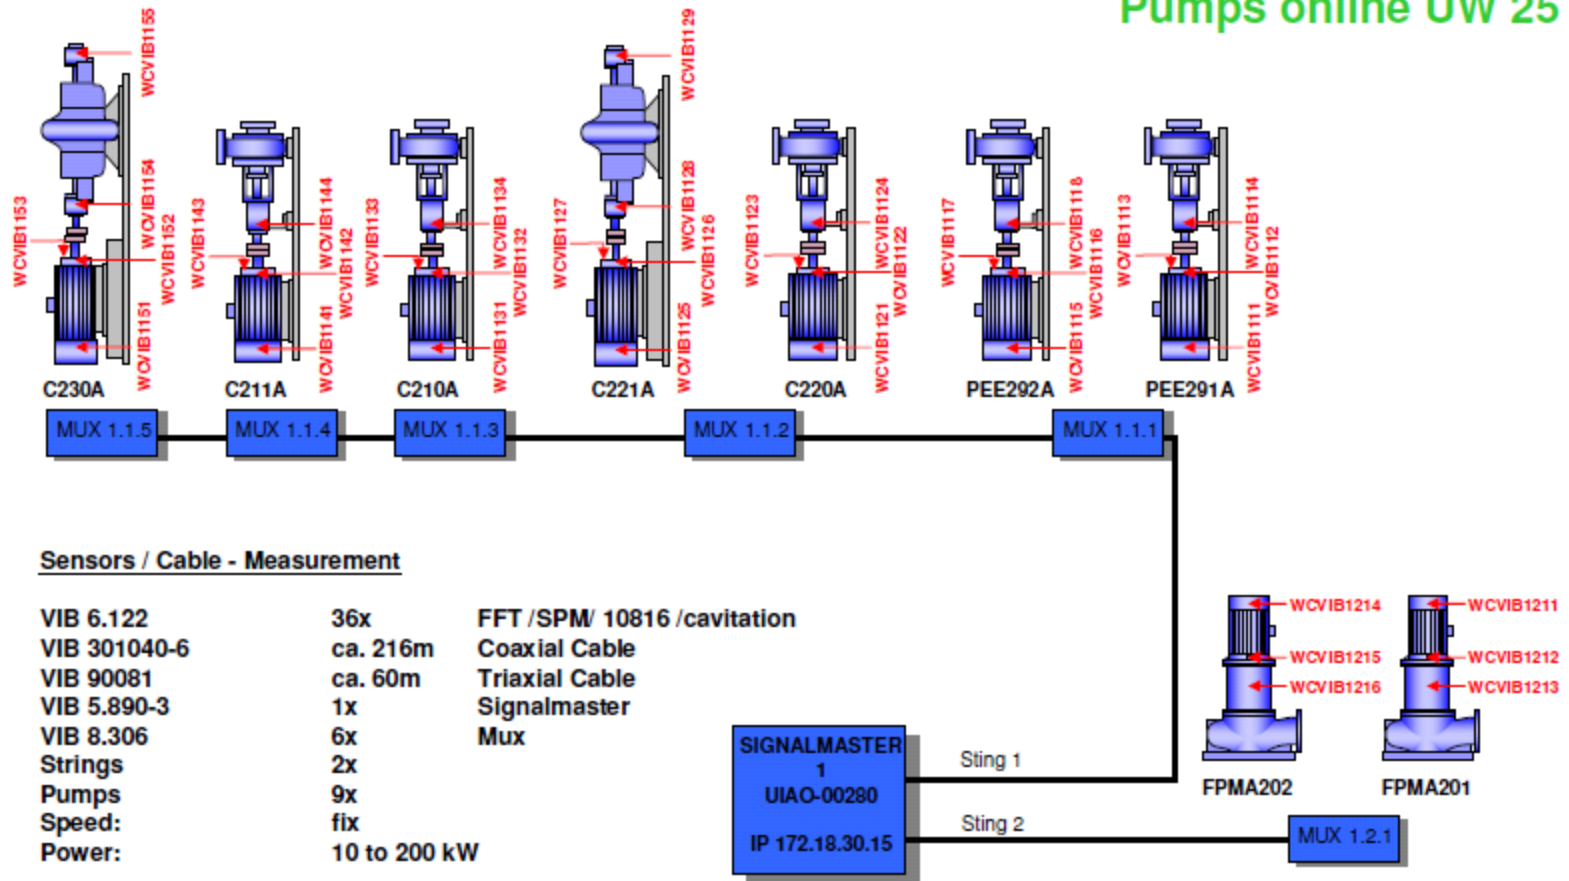 Pumps online UW 25
WCVIB1155
WCVIB1154
WCVIB1153
WCVIB1152
WCVIB1151
C230A
WCVIB1144
WCVIB1143
WCVIB1142
WCVIB1141
C211A
WCVIB1134
WCVIB1133
WCVIB1132
WCVIB1131
C210A
WCVIB1129
WCVIB1128
WCVIB1127
WCVIB1126
WCVIB1125
C221A
WCVIB1124
WCVIB1123
WCVIB1122
WCVIB1121
C220A
WCVIB1118
WCVIB1117
WCVIB1116
WCVIB1115
PEE292A
WCVIB1114
WCVIB1113
WCVIB1112
WCVIB1111
PEE291A
MUX 1.1.5
MUX 1.1.4
MUX 1.1.3
MUX 1.1.2
MUX 1.1.1
Sensors / Cable - Measurement
VIB 6.122 36x FFT /SPM/ 10816 /cavitation
VIB 301040-6 ca. 216m Coaxial Cable
VIB 90081 ca. 60m Triaxial Cable
VIB 5.890-3 1x Signalmaster
VIB 8.306 6x Mux
Strings 2x
Pumps 9x
Speed: fix
Power: 10 to 200 kW
SIGNALMASTER
1
UIAO-00280
IP 172.18.30.15
Sting 1
Sting 2
WCVIB1214
WCVIB1215
WCVIB1216
FPMA202
WCVIB1211
WCVIB1212
WCVIB1213
FPMA201
MUX 1.2.1